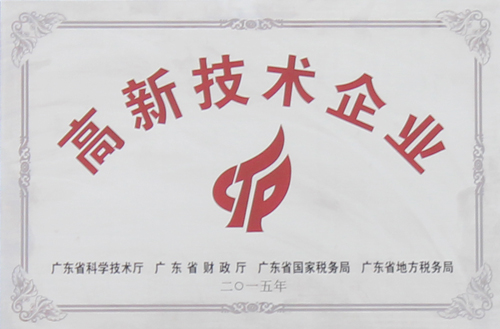 高新技术企业
CTP
广东省科学技术厅 广东省财政厅 广东省国家税务局 广东省地方税务局
二〇一五年